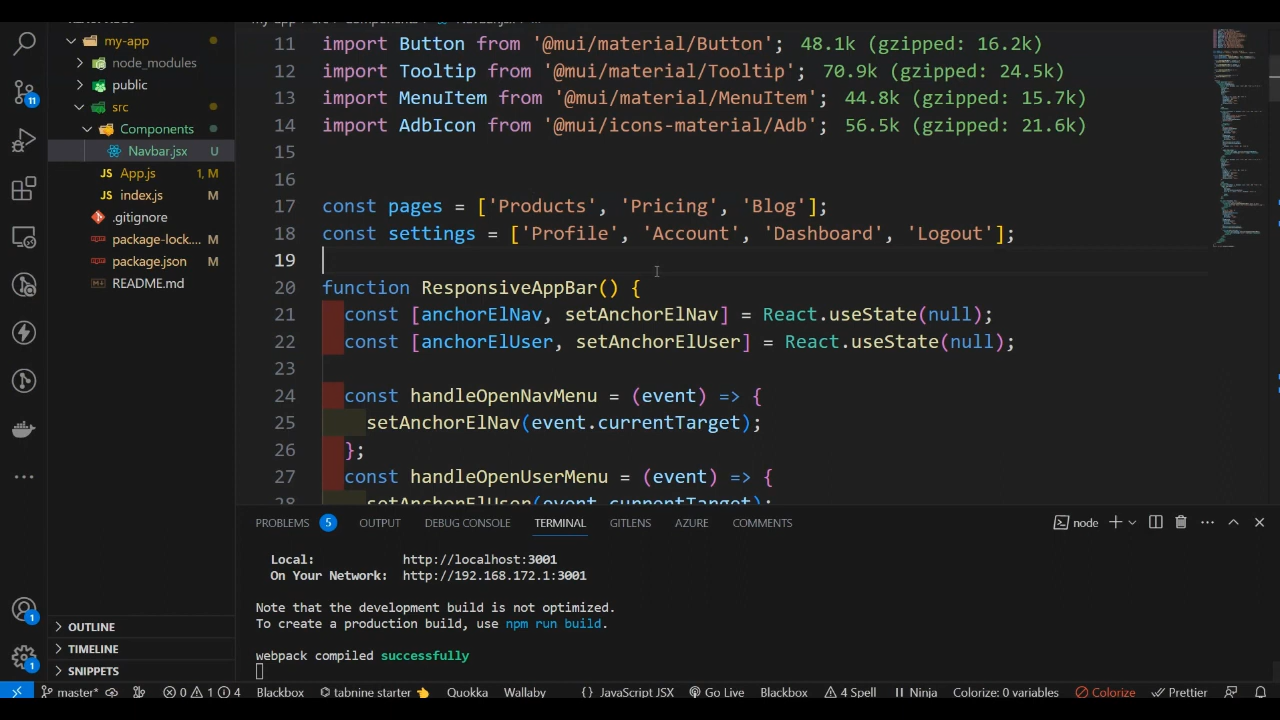 my-app
node_modules
public
src
Components
Navbar.jsx U
App.js 1, M
index.js M
.gitignore
package-lock.... M
package.json M
README.md
OUTLINE
TIMELINE
SNIPPETS
11
1
1
11 import Button from '@mui/material/Button'; 48.1k (gzipped: 16.2k)
12 import Tooltip from '@mui/material/Tooltip'; 70.9k (gzipped: 24.5k)
13 import MenuItem from '@mui/material/MenuItem'; 44.8k (gzipped: 15.7k)
14 import AdbIcon from '@mui/icons-material/Adb'; 56.5k (gzipped: 21.6k)
15
16
17 const pages = ['Products', 'Pricing', 'Blog'];
18 const settings = ['Profile', 'Account', 'Dashboard', 'Logout'];
19
20 function ResponsiveAppBar() {
21 const [anchorElNav, setAnchorElNav] = React.useState(null);
22 const [anchorElUser, setAnchorElUser] = React.useState(null);
23
24 const handleOpenNavMenu = (event) => {
25 setAnchorElNav(event.currentTarget);
26 };
27 const handleOpenUserMenu = (event) => {
28 setAnchorElUser(event.currentTarget);
PROBLEMS 5 OUTPUT DEBUG CONSOLE TERMINAL GITLENS AZURE COMMENTS node
Local: http://localhost:3001
On Your Network: http://192.168.172.1:3001
Note that the development build is not optimized.
To create a production build, use npm run build.
webpack compiled successfully
master* 0 1 4 Blackbox tabnine starter Quokka Wallaby { } JavaScript JSX Go Live Blackbox 4 Spell Ninja Colorize: 0 variables Colorize Prettier